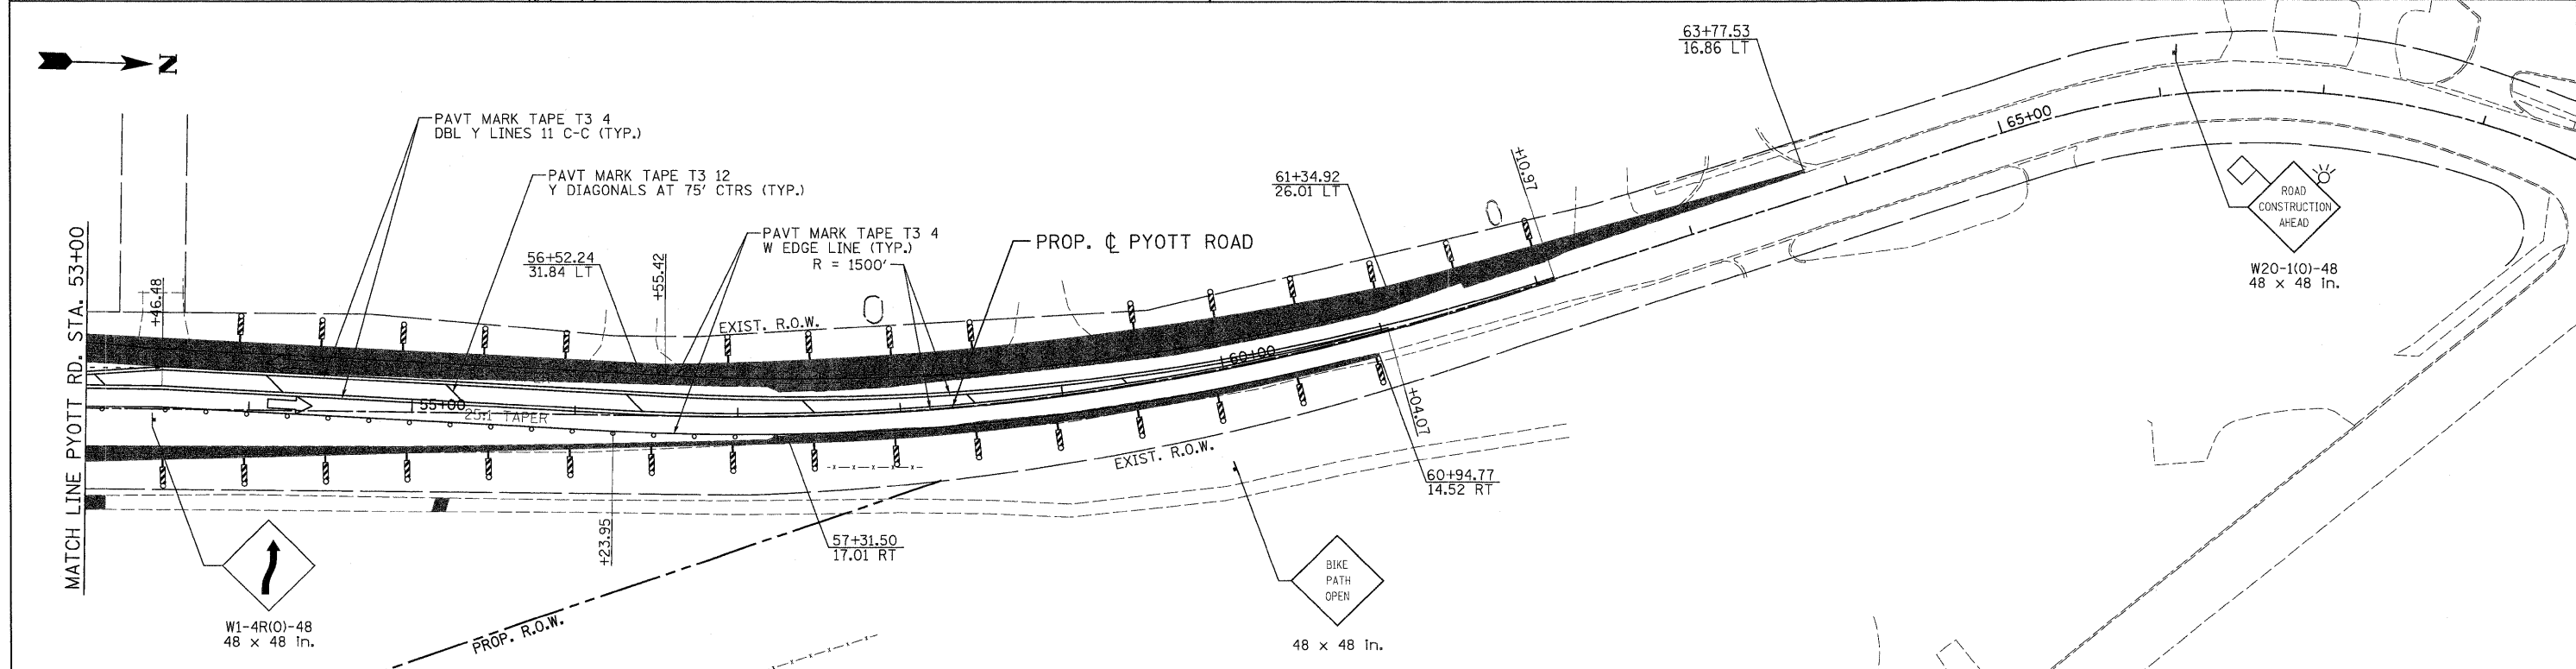 N
63+77.53
16.86 LT
PAVT MARK TAPE T3 4
DBL Y LINES 11 C-C (TYP.)
PAVT MARK TAPE T3 12
Y DIAGONALS AT 75' CTRS (TYP.)
PAVT MARK TAPE T3 4
W EDGE LINE (TYP.)
R = 1500'
PROP. ℄ PYOTT ROAD
61+34.92
26.01 LT
+10.97
65+00
ROAD
CONSTRUCTION
AHEAD
W20-1(O)-48
48 x 48 in.
MATCH LINE PYOTT RD. STA. 53+00
+46.48
56+52.24
31.84 LT
+55.42
EXIST. R.O.W.
60+00
55+00
25:1 TAPER
+04.07
EXIST. R.O.W.
60+94.77
14.52 RT
+23.95
57+31.50
17.01 RT
W1-4R(O)-48
48 x 48 in.
PROP. R.O.W.
BIKE
PATH
OPEN
48 x 48 in.